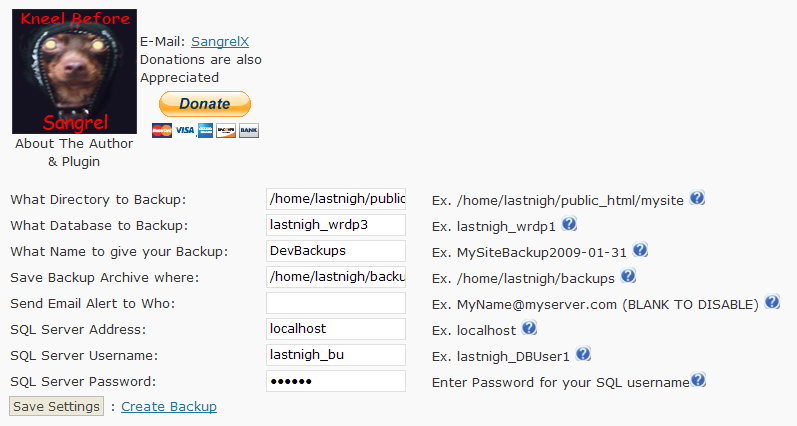 Kneel Before
Sangrel
E-Mail: SangrelX
Donations are also
Appreciated
Donate
MasterCard VISA DISCOVER BANK
About The Author
& Plugin
What Directory to Backup: /home/lastnigh/public Ex. /home/lastnigh/public_html/mysite ?
What Database to Backup: lastnigh_wrdp3 Ex. lastnigh_wrdp1 ?
What Name to give your Backup: DevBackups Ex. MySiteBackup2009-01-31 ?
Save Backup Archive where: /home/lastnigh/backu Ex. /home/lastnigh/backups ?
Send Email Alert to Who: Ex. MyName@myserver.com (BLANK TO DISABLE) ?
SQL Server Address: localhost Ex. localhost ?
SQL Server Username: lastnigh_bu Ex. lastnigh_DBUser1 ?
SQL Server Password: •••••• Enter Password for your SQL username ?
Save Settings : Create Backup